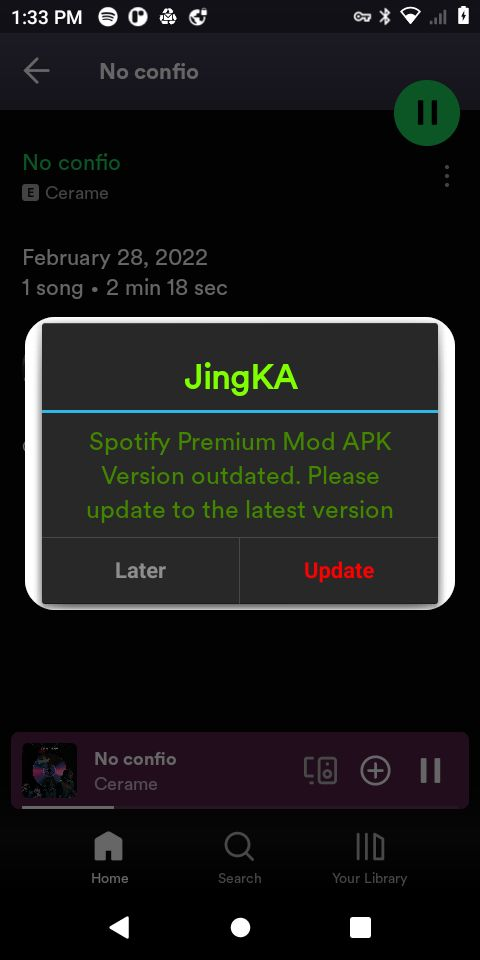 1:33 PM
No confio
No confio
E Cerame
February 28, 2022
1 song • 2 min 18 sec
JingKA
Spotify Premium Mod APK
Version outdated. Please
update to the latest version
Later Update
No confio
Cerame
Home Search Your Library